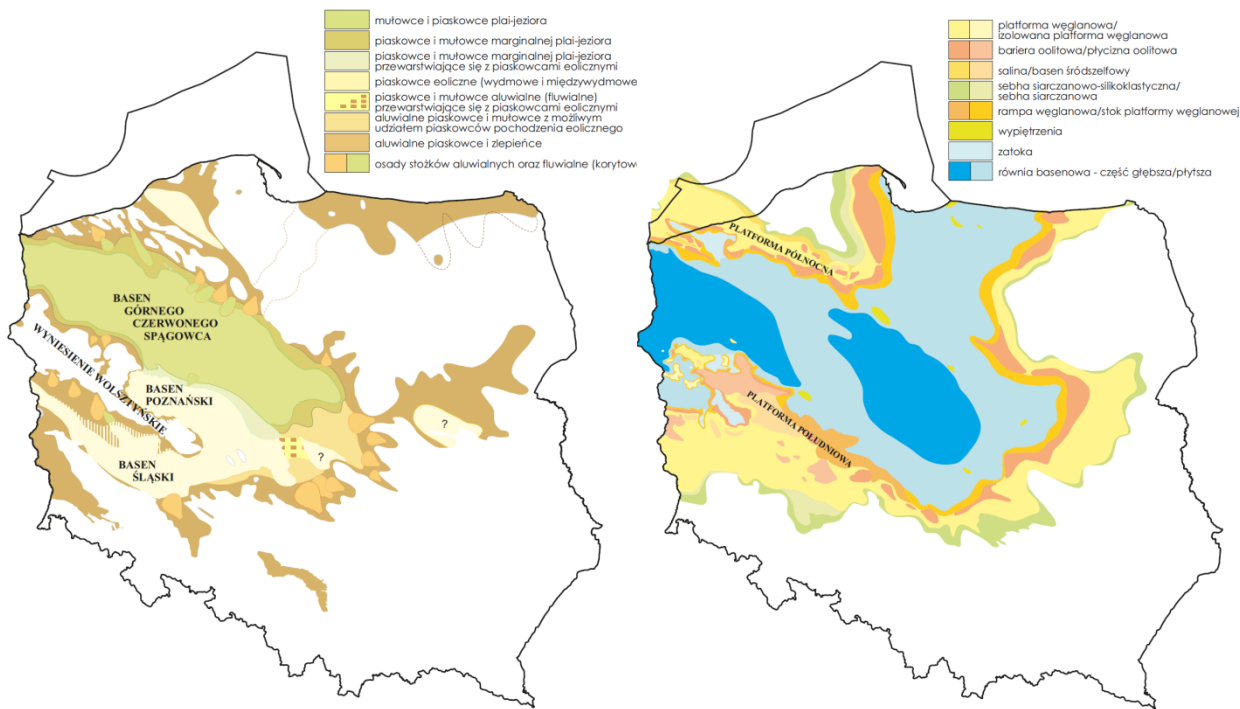 mułowce i piaskowce plai-jeziora
piaskowce i mułowce marginalnej plai-jeziora
piaskowce i mułowce marginalnej plai-jeziora
przewarstwiające się z piaskowcami eolicznymi
piaskowce eoliczne (wydmowe i międzywydmowe
piaskowce i mułowce aluwialne (fluwialne)
przewarstwiające się z piaskowcami eolicznymi
aluwialne piaskowce i mułowce z możliwym
udziałem piaskowców pochodzenia eolicznego
aluwialne piaskowce i zlepieńce
osady stożków aluwialnych oraz fluwialne (korytow
BASEN
GÓRNEGO
CZERWONEGO
SPĄGOWCA
WYNIESIENIE WOLSZTYŃSKIE
BASEN
POZNAŃSKI
BASEN
ŚLĄSKI
?
?
platforma węglanowa/
izolowana platforma węglanowa
bariera oolitowa/płycizna oolitowa
salina/basen śródszelfowy
sebha siarczanowo-silikoklastyczna/
sebha siarczanowa
rampa węglanowa/stok platformy węglanowej
wypiętrzenia
zatoka
równia basenowa - część głębsza/płytsza
PLATFORMA PÓŁNOCNA
PLATFORMA POŁUDNIOWA